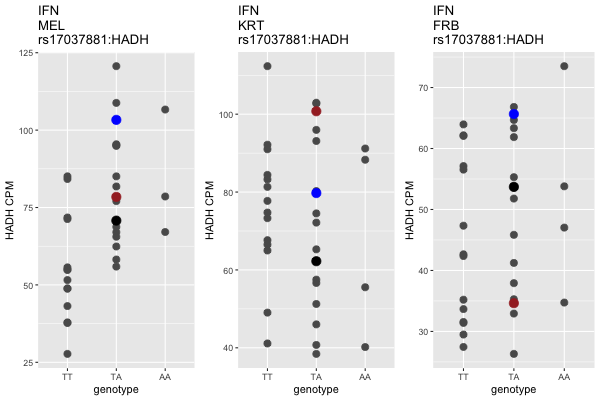 IFN
MEL
rs17037881:HADH
IFN
KRT
rs17037881:HADH
IFN
FRB
rs17037881:HADH
HADH CPM
125
100
75
50
25
TT TA AA
genotype
HADH CPM
100
80
60
40
TT TA AA
genotype
HADH CPM
70
60
50
40
30
TT TA AA
genotype